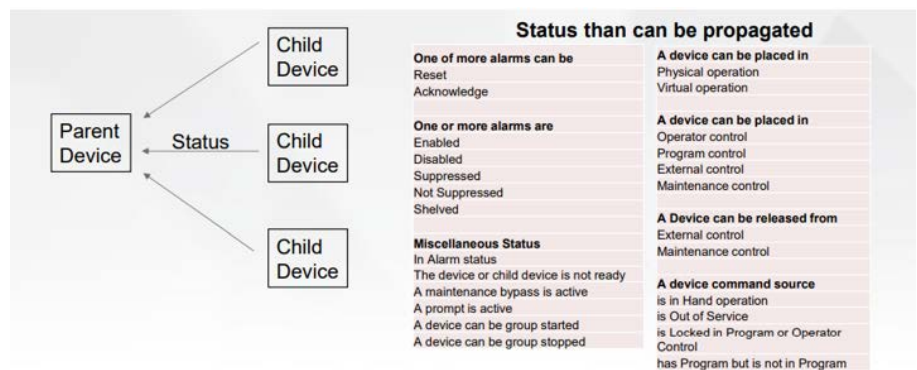 Child
Device
Parent
Device
Status
Child
Device
Child
Device
Status than can be propagated
One of more alarms can be
Reset
Acknowledge
One or more alarms are
Enabled
Disabled
Suppressed
Not Suppressed
Shelved
Miscellaneous Status
In Alarm status
The device or child device is not ready
A maintenance bypass is active
A prompt is active
A device can be group started
A device can be group stopped
A device can be placed in
Physical operation
Virtual operation
A device can be placed in
Operator control
Program control
External control
Maintenance control
A Device can be released from
External control
Maintenance control
A device command source
is in Hand operation
is Out of Service
is Locked in Program or Operator
Control
has Program but is not in Program